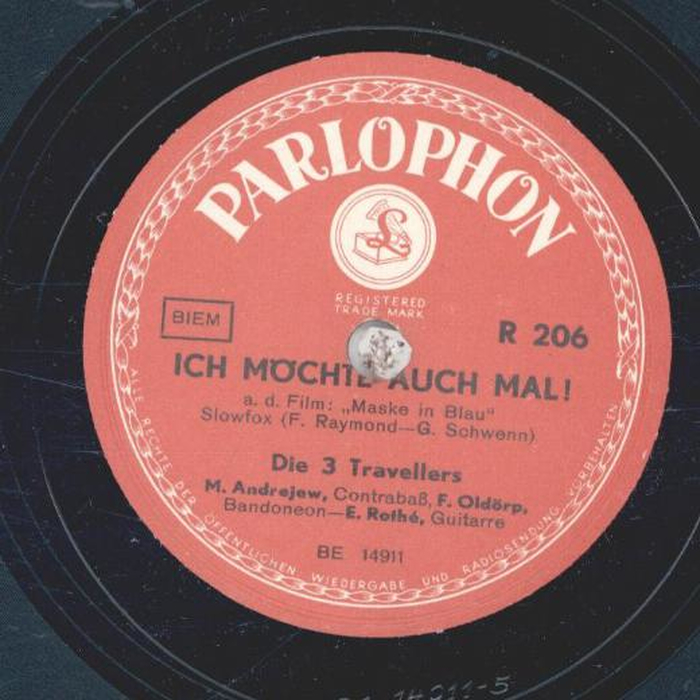 PARLOPHON
£
REGISTERED
TRADE MARK
BIEM
R 206
ICH MÖCHTE AUCH MAL!
a. d. Film: „Maske in Blau“
Slowfox (F. Raymond—G. Schwenn)
Die 3 Travellers
M. Andrejew, Contrabaß, F. Oldörp,
Bandoneon—E. Rothé, Guitarre
BE 14911
ALLE RECHTE DER ÖFFENTLICHEN WIEDERGABE UND RADIOSENDUNG VORBEHALTEN